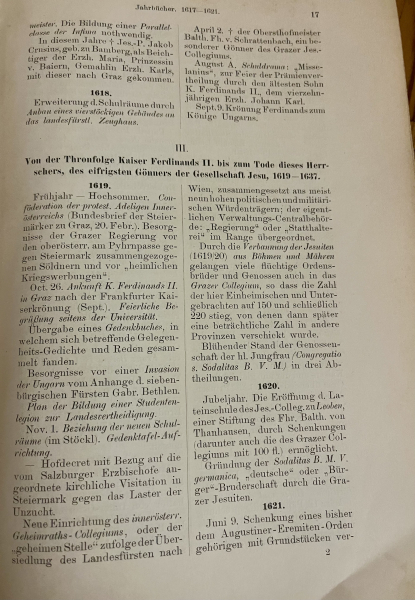 Jahrbücher. 1617—1621.
17
meister. Die Bildung einer Parallel-
classe der Infima nothwendig.
In diesem Jahre † Jes.-P. Jakob
Crusius, geb. zu Bamberg, als Beich-
tiger der Erzh. Maria, Prinzessin
v. Baiern, Gemahlin Erzh. Karls,
mit dieser nach Graz gekommen.
1618.
Erweiterung d. Schulräume durch
Anbau eines vierstöckigen Gebäudes an
das landesfürstl. Zeughaus.
April 2. † der Obersthofmeister
Balth. Fh. v. Schrattenbach, ein be-
sonderer Gönner des Grazer Jes.-
Collegiums.
August A. Schuldrama: „Misse-
lanius“, zur Feier der Prämienver-
theilung durch den ältesten Sohn
K. Ferdinands II., dem vierzehn-
jährigen Erzh. Johann Karl.
Sept. 9. Krönung Ferdinands zum
Könige Ungarns.
III.
Von der Thronfolge Kaiser Ferdinands II. bis zum Tode dieses Herr-
schers, des eifrigsten Gönners der Gesellschaft Jesu, 1619—1637.
1619.
Frühjahr — Hochsommer. Con-
föderation der protest. Adeligen Inner-
österreichs (Bundesbrief der Steier-
märker zu Graz, 20. Febr.). Besorg-
nisse der Grazer Regierung vor
den oberösterr. am Pyhrnpasse ge-
gen Steiermark zusammengezoge-
nen Söldnern und vor „heimlichen
Kriegswerbungen“.
Oct. 26. Ankunft K. Ferdinands II.
in Graz nach der Frankfurter Kai-
serkrönung (Sept.). Feierliche Be-
grüßung seitens der Universität.
Übergabe eines Gedenkbuches, in
welchem sich betreffende Gelegen-
heits-Gedichte und Reden gesam-
melt fanden.
Besorgnisse vor einer Invasion
der Ungarn vom Anhange d. sieben-
bürgischen Fürsten Gabr. Bethlen.
Plan der Bildung einer Studenten-
legion zur Landesvertheidigung.
Nov. 1. Beziehung der neuen Schul-
räume (im Stöckl). Gedenktafel-Auf-
richtung.
— Hofdecret mit Bezug auf die
vom Salzburger Erzbischofe an-
geordnete kirchliche Visitation in
Steiermark gegen das Laster der
Unzucht.
Neue Einrichtung des innerösterr.
Geheimraths-Collegiums, oder der
„geheimen Stelle“ zufolge der Über-
siedlung des Landesfürsten nach
Wien, zusammengesetzt aus meist
neun hohen politischen und militäri-
schen Würdenträgern; der eigent-
lichen Verwaltungs-Centralbehör-
de: „Regierung“ oder „Statthalte-
rei“ im Range übergeordnet.
Durch die Verbannung der Jesuiten
(1619/20) aus Böhmen und Mähren
gelangen viele flüchtige Ordens-
brüder und Genossen auch in das
Grazer Collegium, so dass die Zahl
der hier Einheimischen und Unter-
gebrachten auf 150 und schließlich
220 stieg, von denen dann später
eine beträchtliche Zahl in andere
Provinzen verschickt wurde.
Blühender Stand der Genossen-
schaft der hl. Jungfrau (Congregatio
s. Sodalitas B. V. M.) in drei Ab-
theilungen.
1620.
Jubeljahr. Die Eröffnung d. La-
teinschule des Jes.-Colleg. zu Leoben,
einer Stiftung des Fhr. Balth. von
Thanhausen, durch Schenkungen
(darunter auch die des Grazer Col-
legiums mit 100 fl.) ermöglicht.
Gründung der Sodalitas B. M. V.
germanica, „deutsche“ oder „Bür-
ger“-Bruderschaft durch die Gra-
zer Jesuiten.
1621.
Juni 9. Schenkung eines bisher
dem Augustiner-Eremiten-Orden
gehörigen mit Grundstücken ver-
2